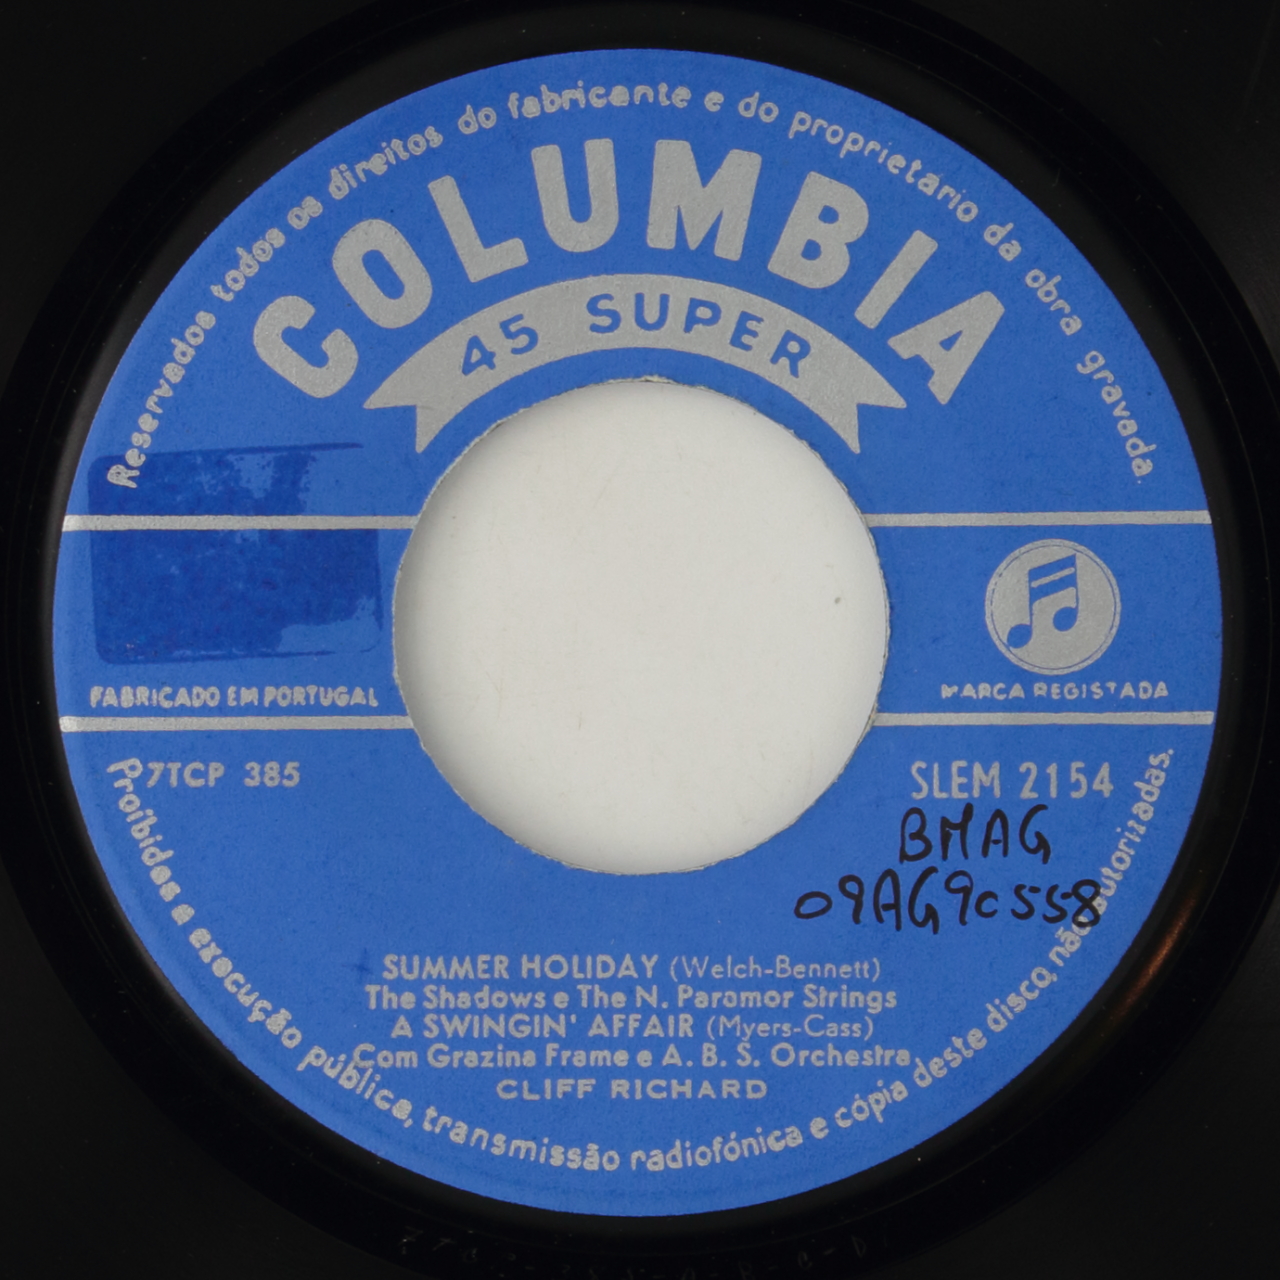 Reservados todos os direitos do fabricante e do proprietário da obra gravada.
COLUMBIA
45 SUPER
FABRICADO EM PORTUGAL
MARCA REGISTADA
7TCP 385
SLEM 2154
BMAG
09AG90558
SUMMER HOLIDAY (Welch-Bennett)
The Shadows e The N. Paramor Strings
A SWINGIN' AFFAIR (Myers-Cass)
Com Grazina Frame e A. B. S. Orchestra
CLIFF RICHARD
Proibidas a execução pública, transmissão radiofónica e cópia deste disco, não autorizadas.